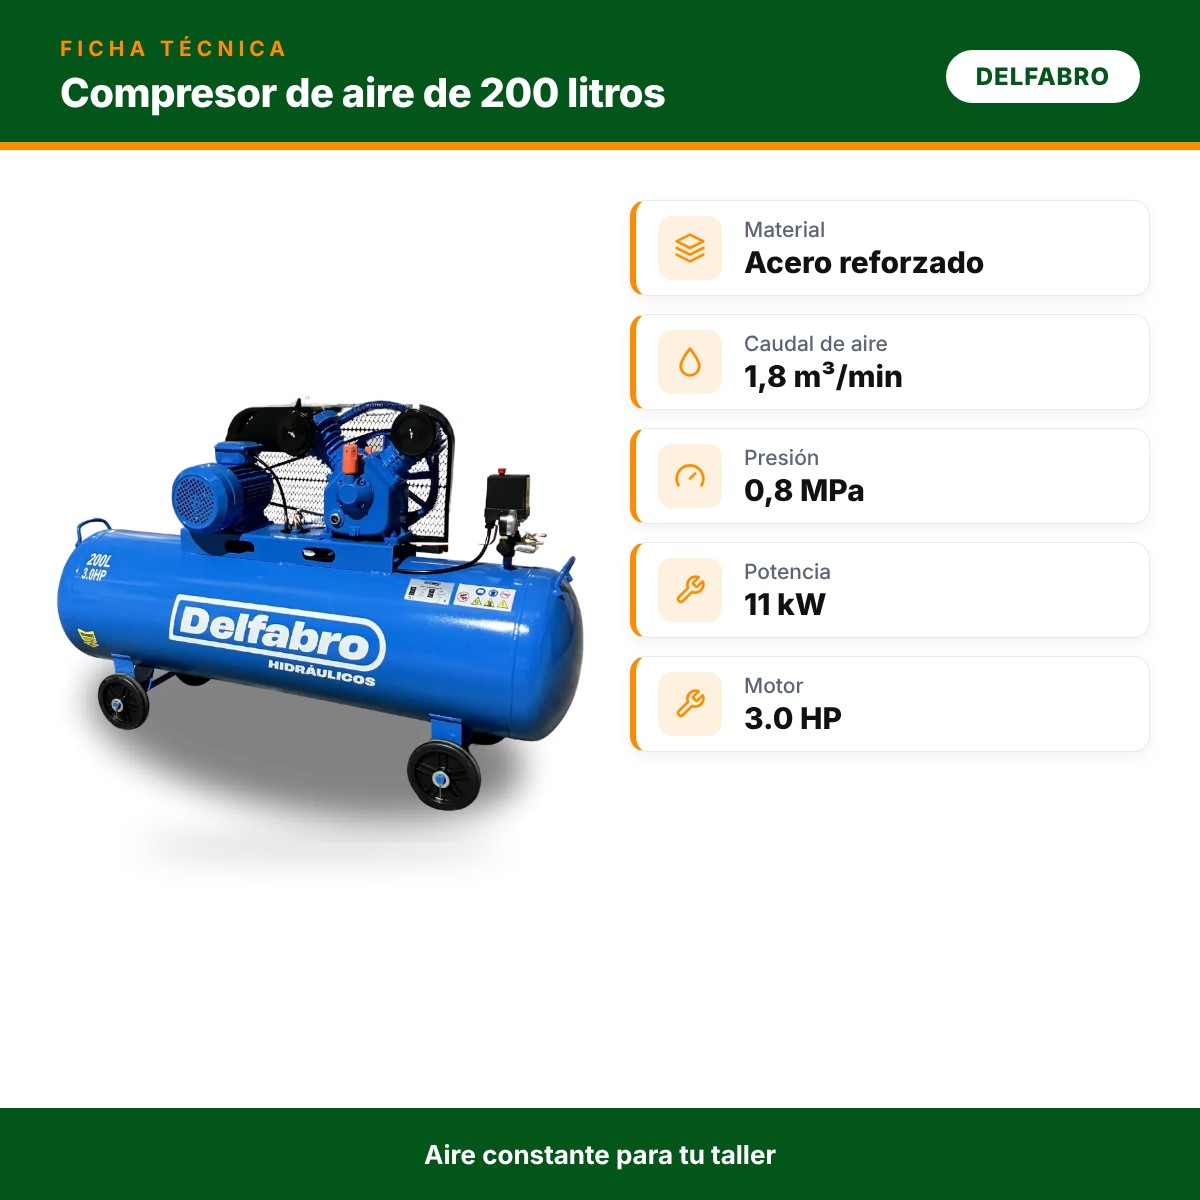 FICHA TÉCNICA
Compresor de aire de 200 litros
DELFABRO
Material
Acero reforzado
Caudal de aire
1,8 m³/min
Presión
0,8 MPa
Potencia
11 kW
Motor
3.0 HP
200L
3.0HP
Delfabro
HIDRÁULICOS
Aire constante para tu taller